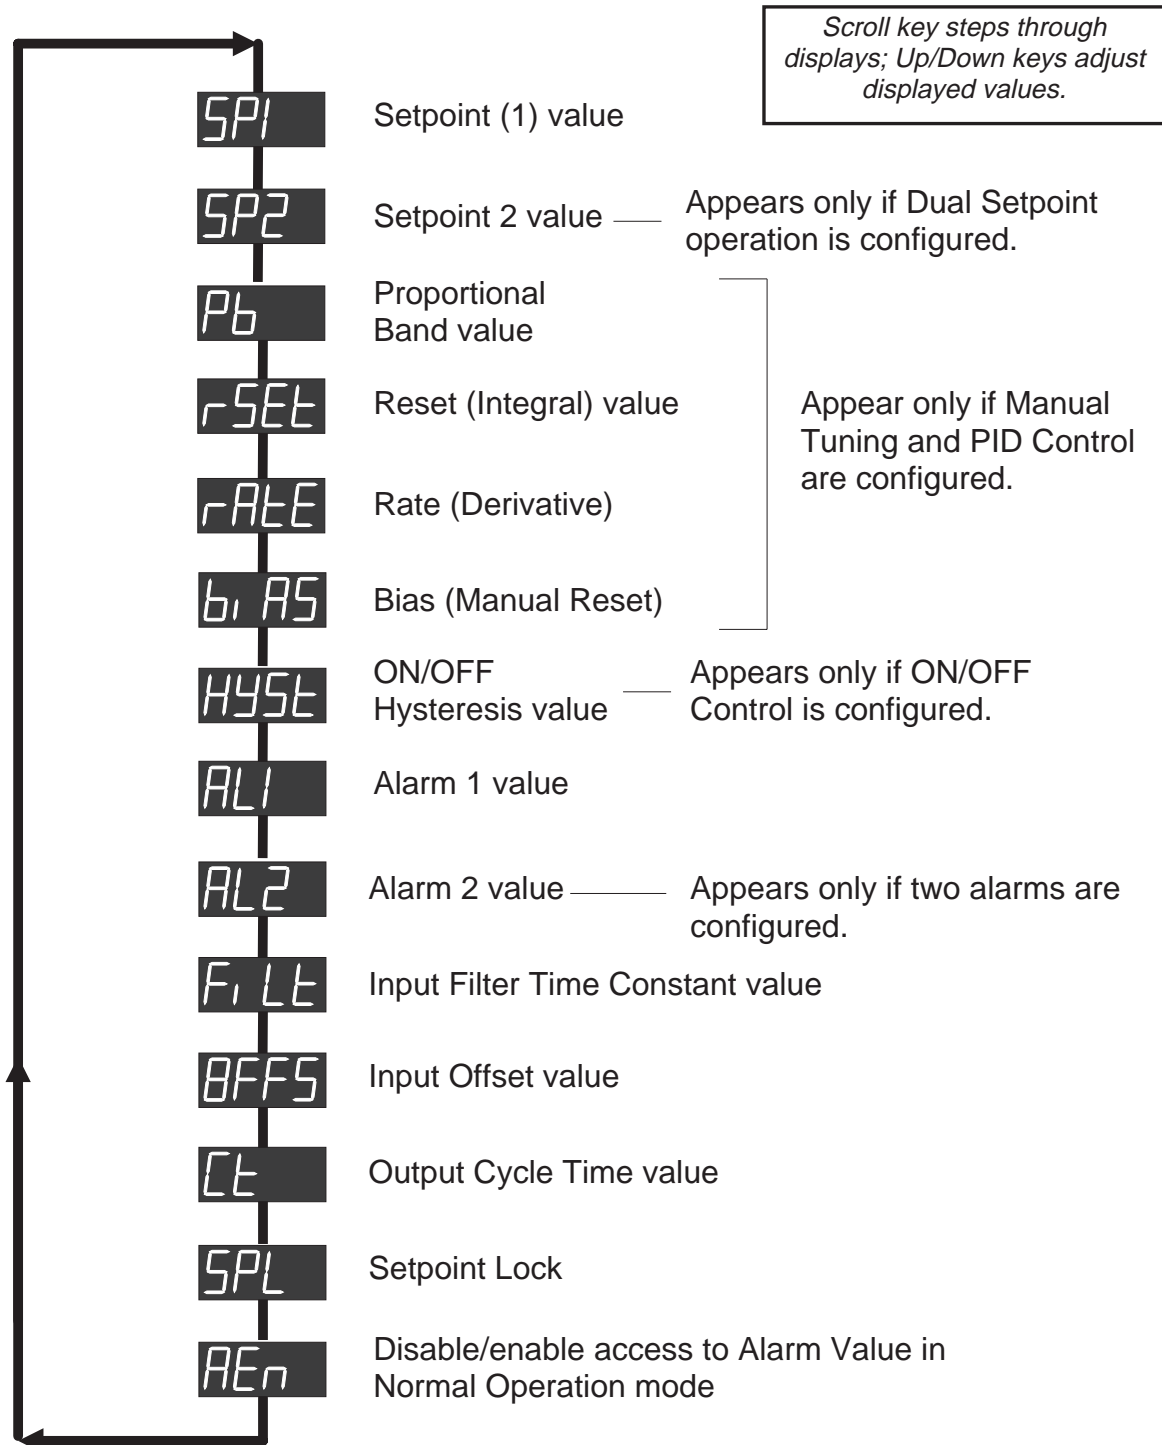 Scroll key steps through
displays; Up/Down keys adjust
displayed values.
SP1
Setpoint (1) value
SP2
Setpoint 2 value
Appears only if Dual Setpoint
operation is configured.
Pb
Proportional
Band value
rSEt
Reset (Integral) value
Appear only if Manual
Tuning and PID Control
are configured.
rAtE
Rate (Derivative)
biAS
Bias (Manual Reset)
HYSt
ON/OFF
Hysteresis value
Appears only if ON/OFF
Control is configured.
AL1
Alarm 1 value
AL2
Alarm 2 value
Appears only if two alarms are
configured.
FiLt
Input Filter Time Constant value
0FFS
Input Offset value
Ct
Output Cycle Time value
SPL
Setpoint Lock
AEn
Disable/enable access to Alarm Value in
Normal Operation mode